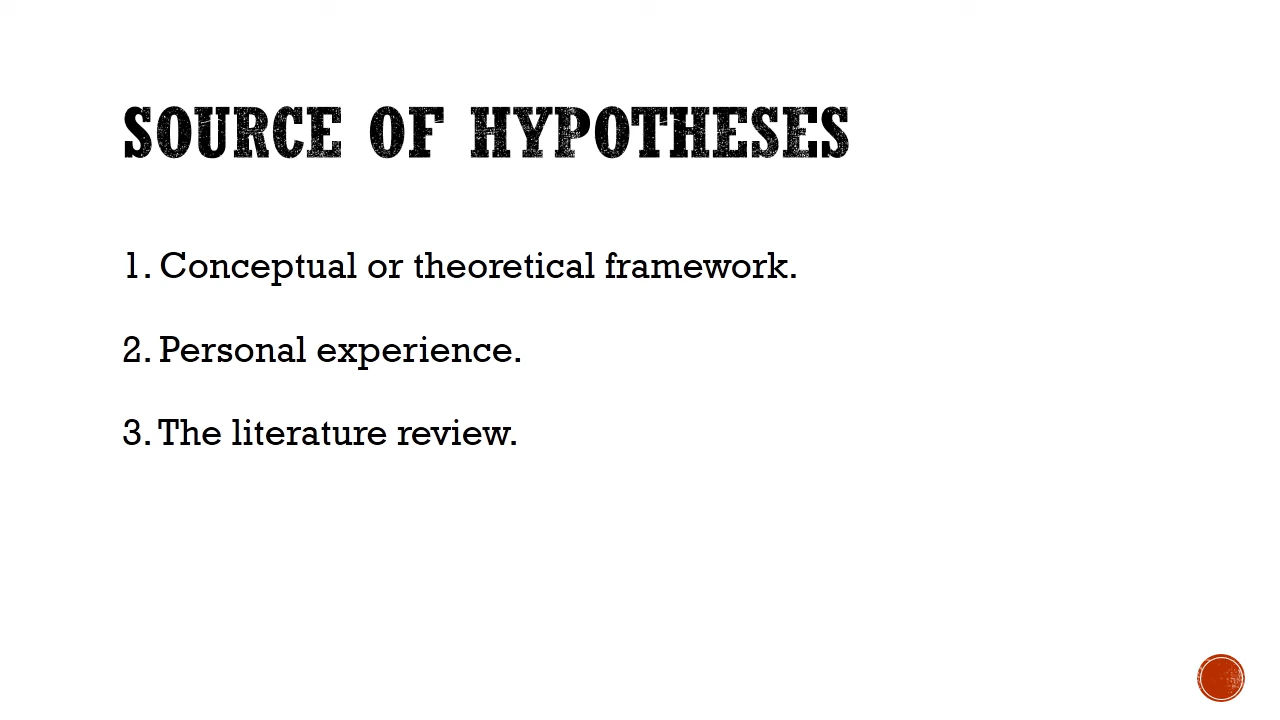 SOURCE OF HYPOTHESES
1. Conceptual or theoretical framework.
2. Personal experience.
3. The literature review.